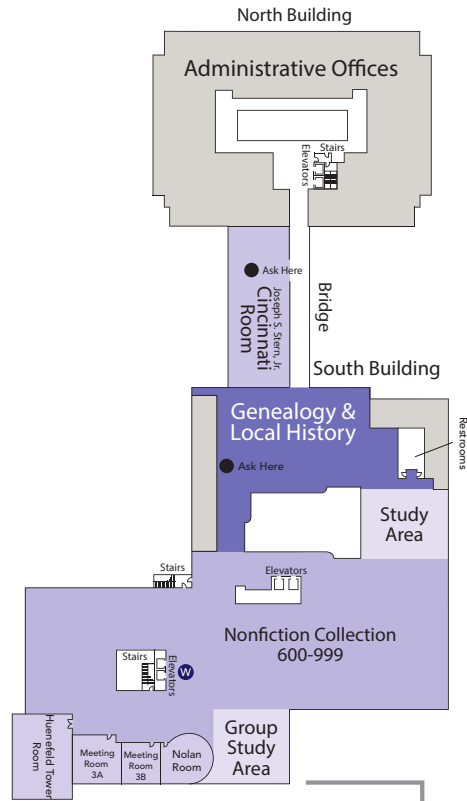 North Building
Administrative Offices
Stairs
Elevators
Ask Here
Joseph S. Stern, Jr.
Cincinnati
Room
Bridge
South Building
Genealogy &
Local History
Restrooms
Ask Here
Study
Area
Stairs
Elevators
Nonfiction Collection
600-999
Stairs
Elevators
W
Huenefeld Tower
Room
Meeting
Room
3A
Meeting
Room
3B
Nolan
Room
Group
Study
Area